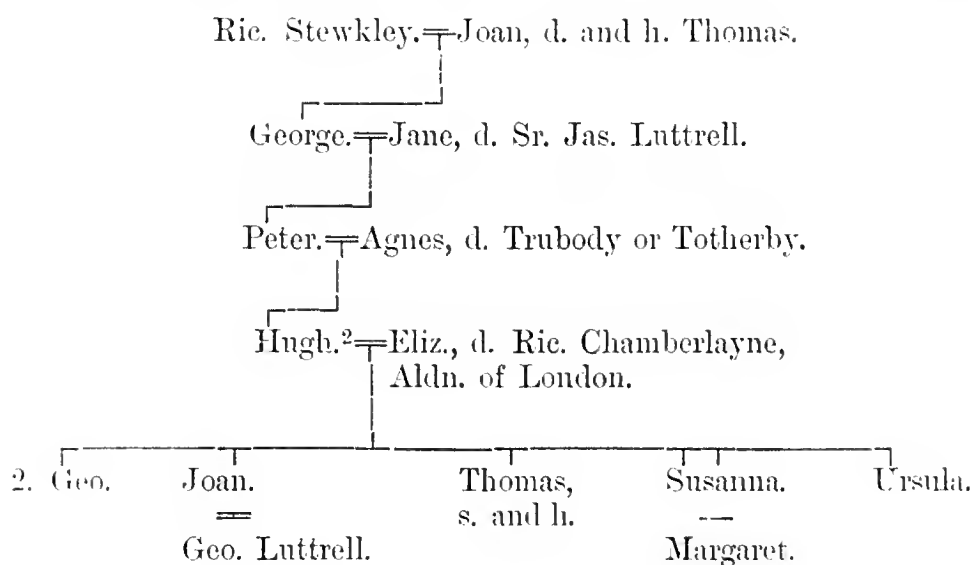 Ric. Stewkley.=Joan, d. and h. Thomas.
George.=Jane, d. Sr. Jas. Luttrell.
Peter.=Agnes, d. Trubody or Totherby.
Hugh.²=Eliz., d. Ric. Chamberlayne,
Aldn. of London.
2. Geo. Joan. Thomas, Susanna. Ursula.
= s. and h. —
Geo. Luttrell. Margaret.